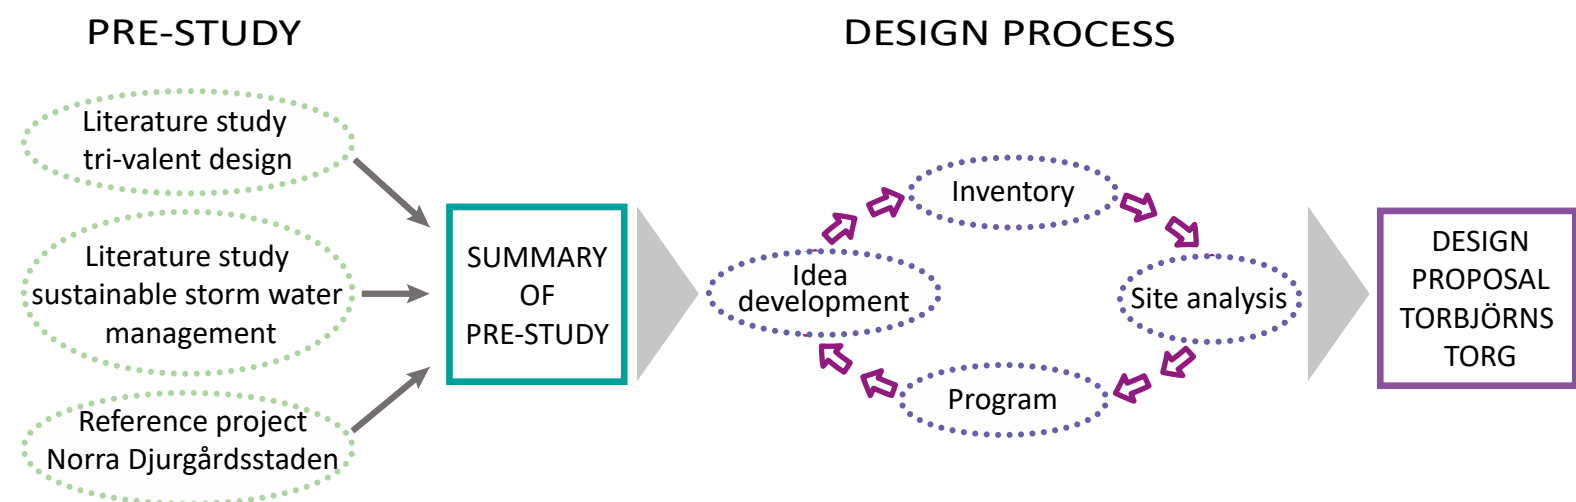 PRE-STUDY
DESIGN PROCESS
Literature study
tri-valent design
Literature study
sustainable storm water
management
Reference project
Norra Djurgårdsstaden
SUMMARY
OF
PRE-STUDY
Inventory
Site analysis
Program
Idea
development
DESIGN
PROPOSAL
TORBJÖRNS
TORG